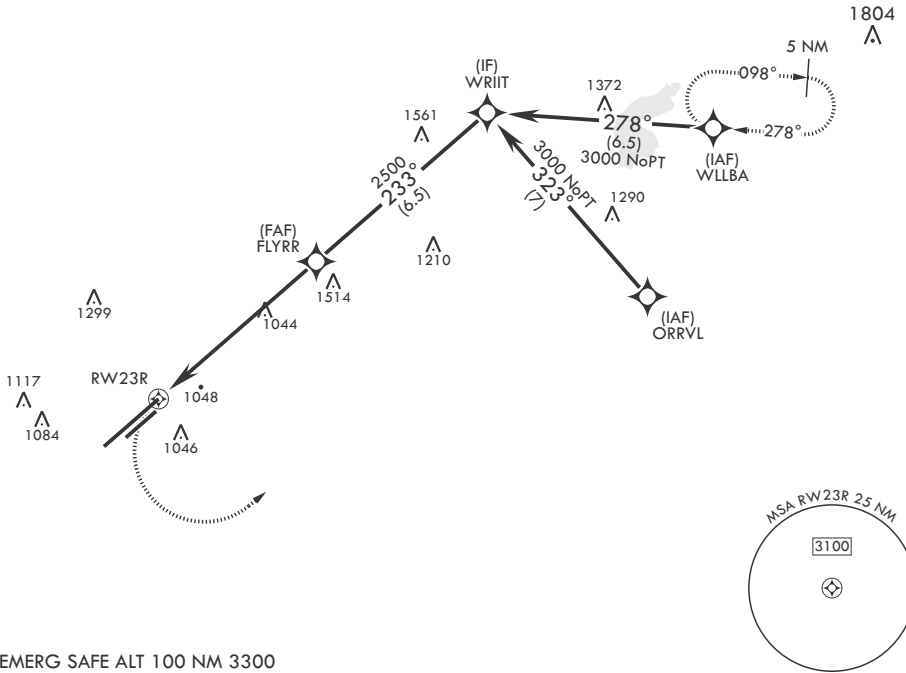 1804
5 NM
(IF)
WRIIT
098°
1372
1561
278°
278°
(6.5)
3000 NoPT
(IAF)
WLLBA
2500
233°
(6.5)
3000 NoPT
323°
(7)
1290
(FAF)
FLYRR
1210
1514
1299
1044
(IAF)
ORRVL
RW23R
1117
1048
1084
1046
MSA RW23R 25 NM
3100
EMERG SAFE ALT 100 NM 3300